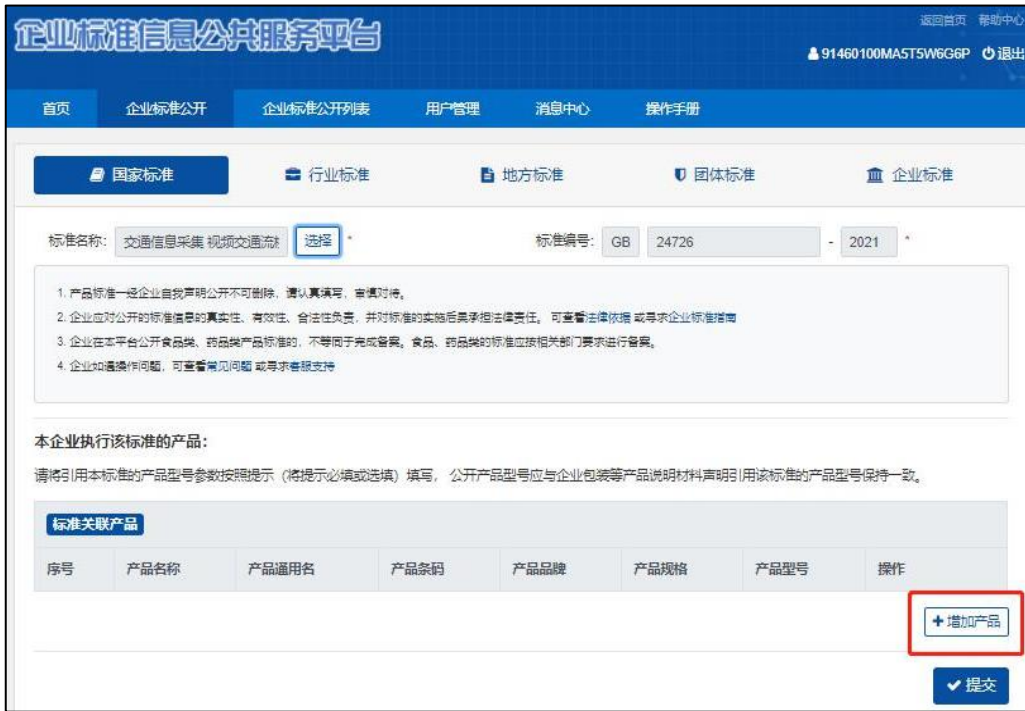 返回首页 帮助中心
企业标准信息公共服务平台
91460100MA5T5W6G6P 退出
首页 企业标准公开 企业标准公开列表 用户管理 消息中心 操作手册
国家标准 行业标准 地方标准 团体标准 企业标准
标准名称: 交通信息采集 视频交通流 选择 * 标准编号: GB 24726 - 2021 *
1. 产品标准一经企业自我声明公开不可删除，请认真填写，审慎对待。
2. 企业应对公开的标准信息的真实性、有效性、合法性负责，并对标准的实施后果承担法律责任。 可查看法律依据 或寻求企业标准指南
3. 企业在本平台公开食品类、药品类产品标准的，不等同于完成备案。食品、药品类的标准应按相关部门要求进行备案。
4. 企业如遇操作问题，可查看常见问题 或寻求客服支持
本企业执行该标准的产品：
请将引用本标准的产品型号参数按照提示（将提示必填或选填）填写， 公开产品型号应与企业包装等产品说明材料声明引用该标准的产品型号保持一致。
标准关联产品
序号 产品名称 产品通用名 产品条码 产品品牌 产品规格 产品型号 操作
+增加产品
提交